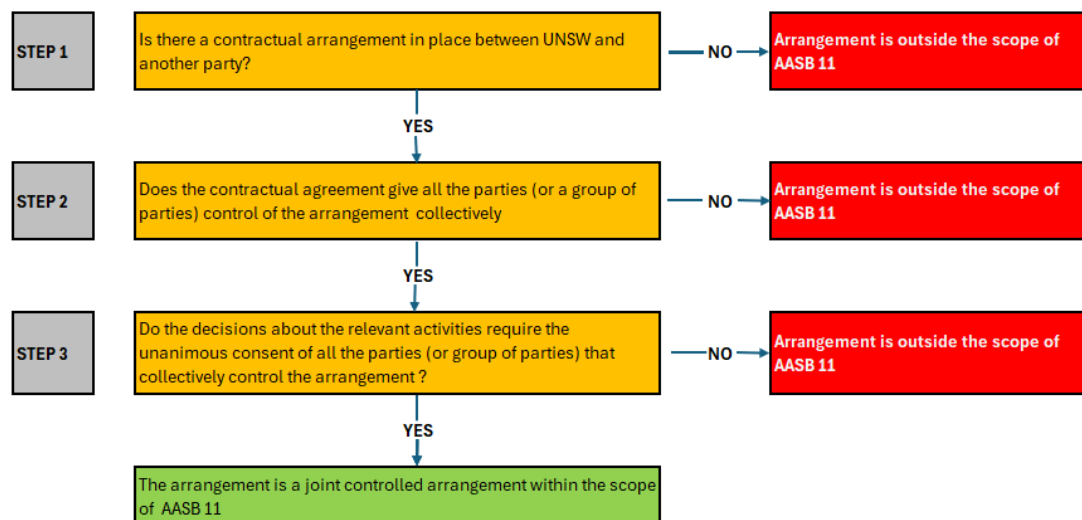 STEP 1
Is there a contractual arrangement in place between UNSW and
another party?
NO
Arrangement is outside the scope of
AASB 11
YES
STEP 2
Does the contractual agreement give all the parties (or a group of
parties) control of the arrangement collectively
NO
Arrangement is outside the scope of
AASB 11
YES
STEP 3
Do the decisions about the relevant activities require the
unanimous consent of all the parties (or group of parties) that
collectively control the arrangement ?
NO
Arrangement is outside the scope of
AASB 11
YES
The arrangement is a joint controlled arrangement within the scope
of AASB 11